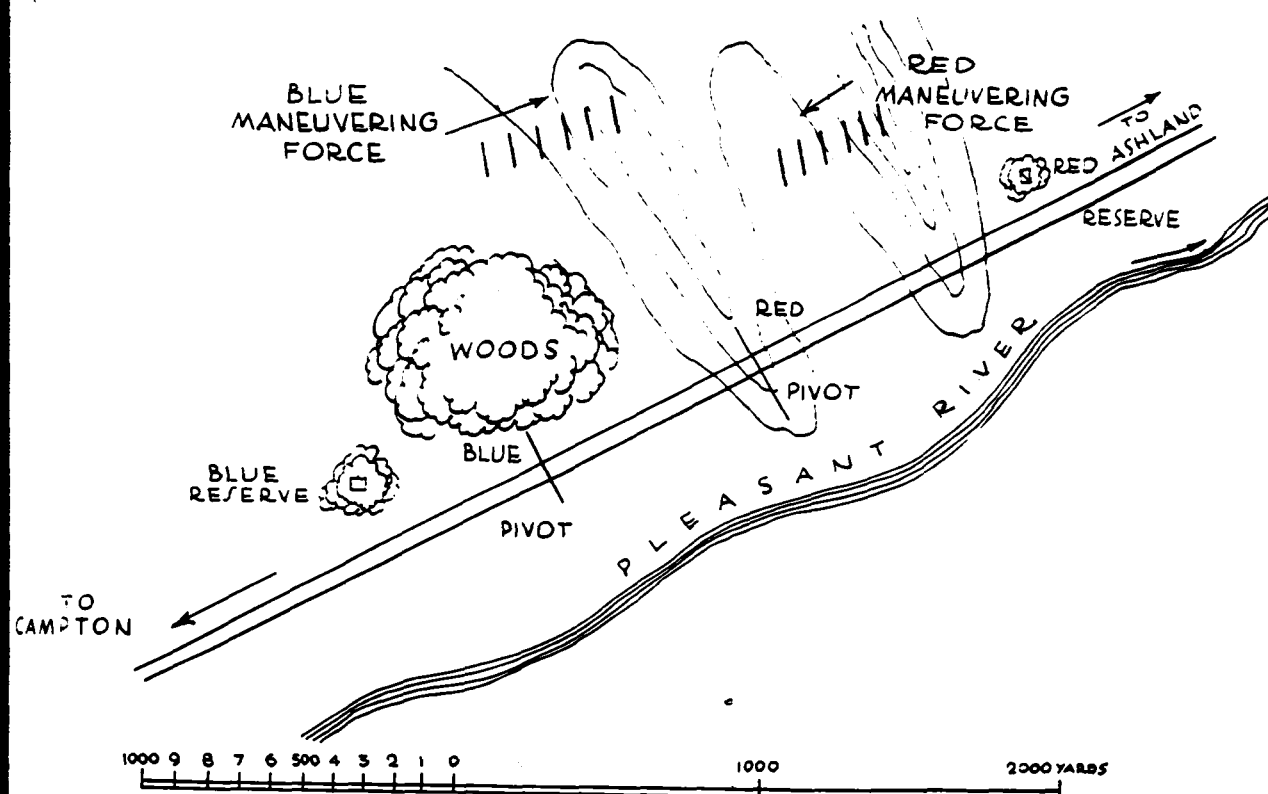 BLUE
MANEUVERING
FORCE
RED
MANEUVERING
FORCE
TO
ASHLAND
RED
RESERVE
WOODS
RED
PIVOT
BLUE
PIVOT
BLUE
RESERVE
PLEASANT RIVER
TO
CAMPTON
1000 9 8 7 6 500 4 3 2 1 0 1000 2000 YARDS